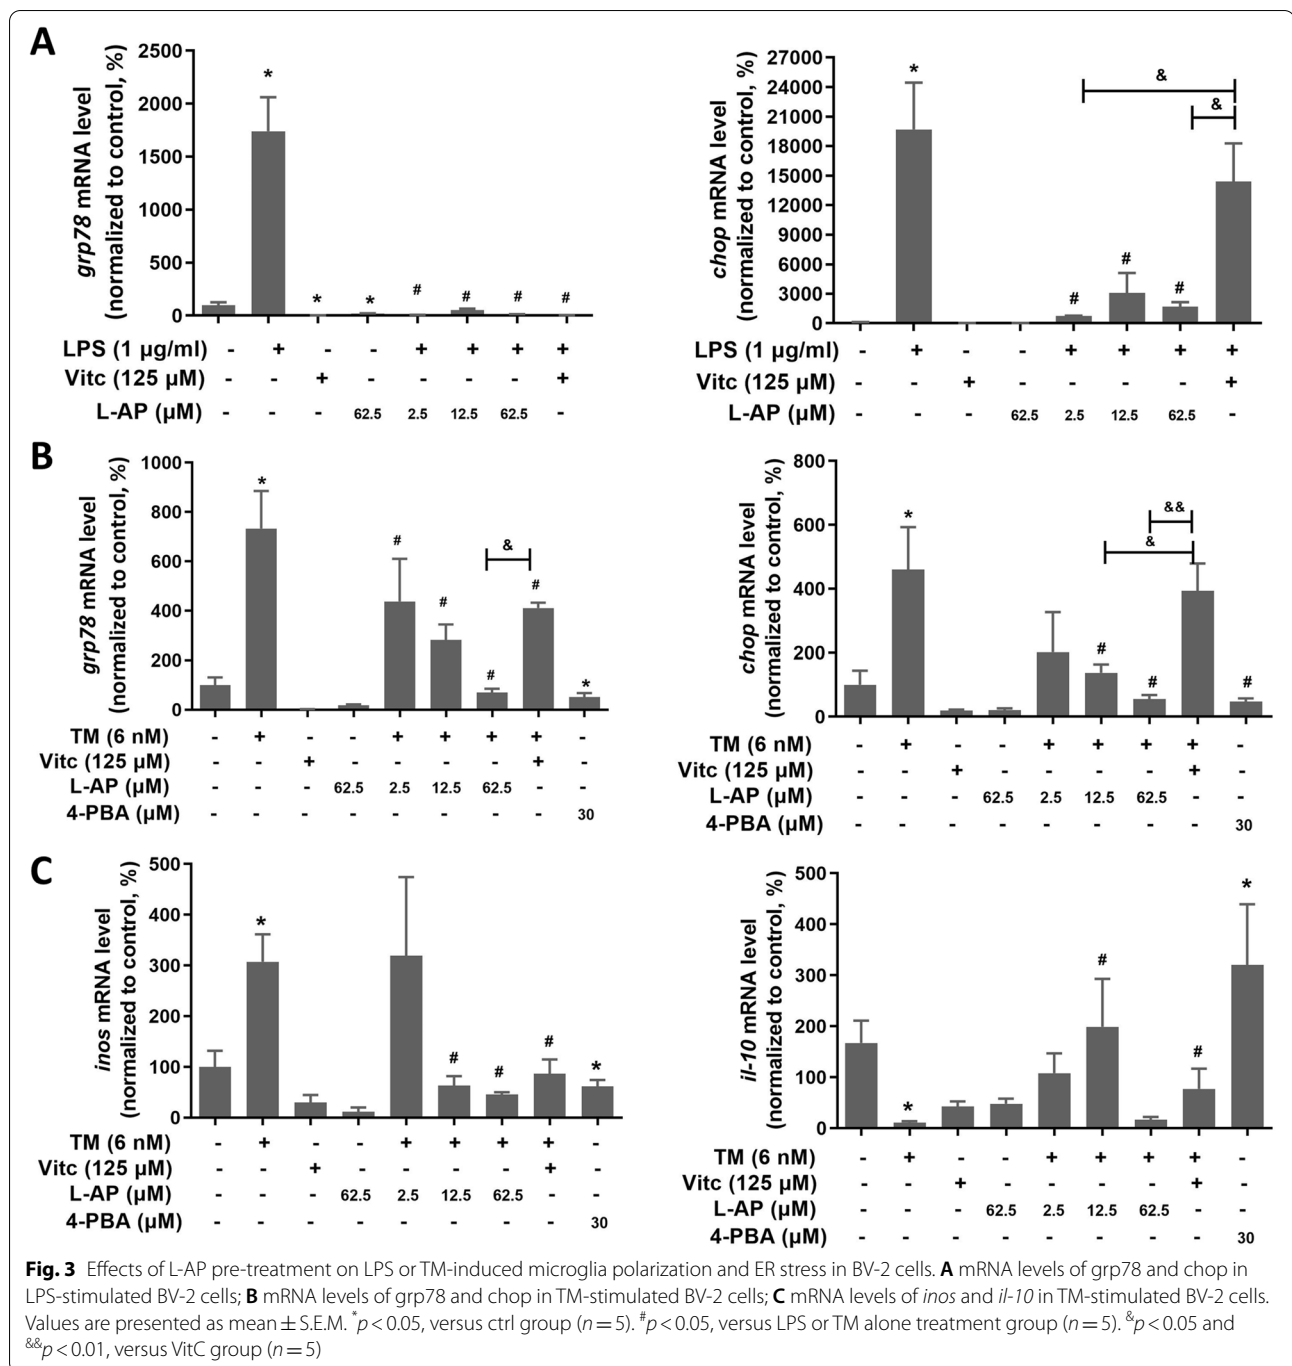 A
grp78 mRNA level
(normalized to control, %)
2500
2000
1500
1000
500
0
* * * # # # #
LPS (1 µg/ml) - + - - + + + +
Vitc (125 µM) - - + - - - - +
L-AP (µM) - - - 62.5 2.5 12.5 62.5 -
chop mRNA level
(normalized to control, %)
27000
24000
21000
18000
15000
12000
9000
6000
3000
0
* # # # & &
LPS (1 µg/ml) - + - - + + + +
Vitc (125 µM) - - + - - - - +
L-AP (µM) - - - 62.5 2.5 12.5 62.5 -
B
grp78 mRNA level
(normalized to control, %)
1000
800
600
400
200
0
* # # # & # *
TM (6 nM) - + - - + + + + -
Vitc (125 µM) - - + - - - - + -
L-AP (µM) - - - 62.5 2.5 12.5 62.5 - -
4-PBA (µM) - - - - - - - - 30
chop mRNA level
(normalized to control, %)
800
600
400
200
0
* # # && & #
TM (6 nM) - + - - + + + + -
Vitc (125 µM) - - + - - - - + -
L-AP (µM) - - - 62.5 2.5 12.5 62.5 - -
4-PBA (µM) - - - - - - - - 30
C
inos mRNA level
(normalized to control, %)
500
400
300
200
100
0
* # # # *
TM (6 nM) - + - - + + + + -
Vitc (125 µM) - - + - - - - + -
L-AP (µM) - - - 62.5 2.5 12.5 62.5 - -
4-PBA (µM) - - - - - - - - 30
il-10 mRNA level
(normalized to control, %)
500
400
300
200
100
0
* # # *
TM (6 nM) - + - - + + + + -
Vitc (125 µM) - - + - - - - + -
L-AP (µM) - - - 62.5 2.5 12.5 62.5 - -
4-PBA (µM) - - - - - - - - 30
Fig. 3 Effects of L-AP pre-treatment on LPS or TM-induced microglia polarization and ER stress in BV-2 cells. A mRNA levels of grp78 and chop in
LPS-stimulated BV-2 cells; B mRNA levels of grp78 and chop in TM-stimulated BV-2 cells; C mRNA levels of inos and il-10 in TM-stimulated BV-2 cells.
Values are presented as mean ± S.E.M. *p < 0.05, versus ctrl group (n = 5). #p < 0.05, versus LPS or TM alone treatment group (n = 5). &p < 0.05 and
&&p < 0.01, versus VitC group (n = 5)